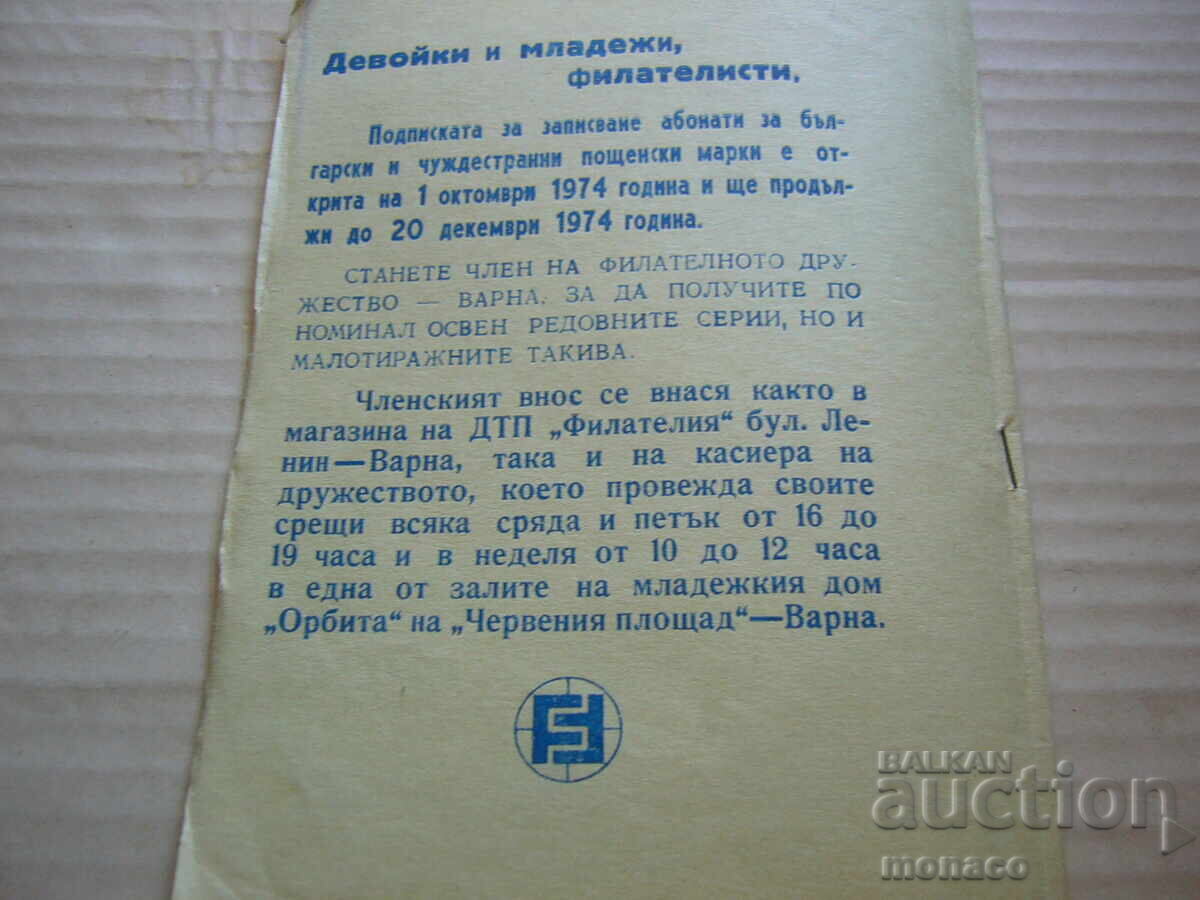 Девойки и младежи,
филателисти,
Подписката за записване абонати за бъл-
гарски и чуждестранни пощенски марки е от-
крита на 1 октомври 1974 година и ще продъл-
жи до 20 декември 1974 година.
СТАНЕТЕ ЧЛЕН НА ФИЛАТЕЛНОТО ДРУ-
ЖЕСТВО — ВАРНА, ЗА ДА ПОЛУЧИТЕ ПО
НОМИНАЛ ОСВЕН РЕДОВНИТЕ СЕРИИ, НО И
МАЛОТИРАЖНИТЕ ТАКИВА.
Членският внос се внася както в
магазина на ДТП „Филателия“ бул. Ле-
нин—Варна, така и на касиера на
дружеството, което провежда своите
срещи всяка сряда и петък от 16 до
19 часа и в неделя от 10 до 12 часа
в една от залите на младежкия дом
„Орбита“ на „Червения площад“—Варна.
BALKAN
auction
monaco